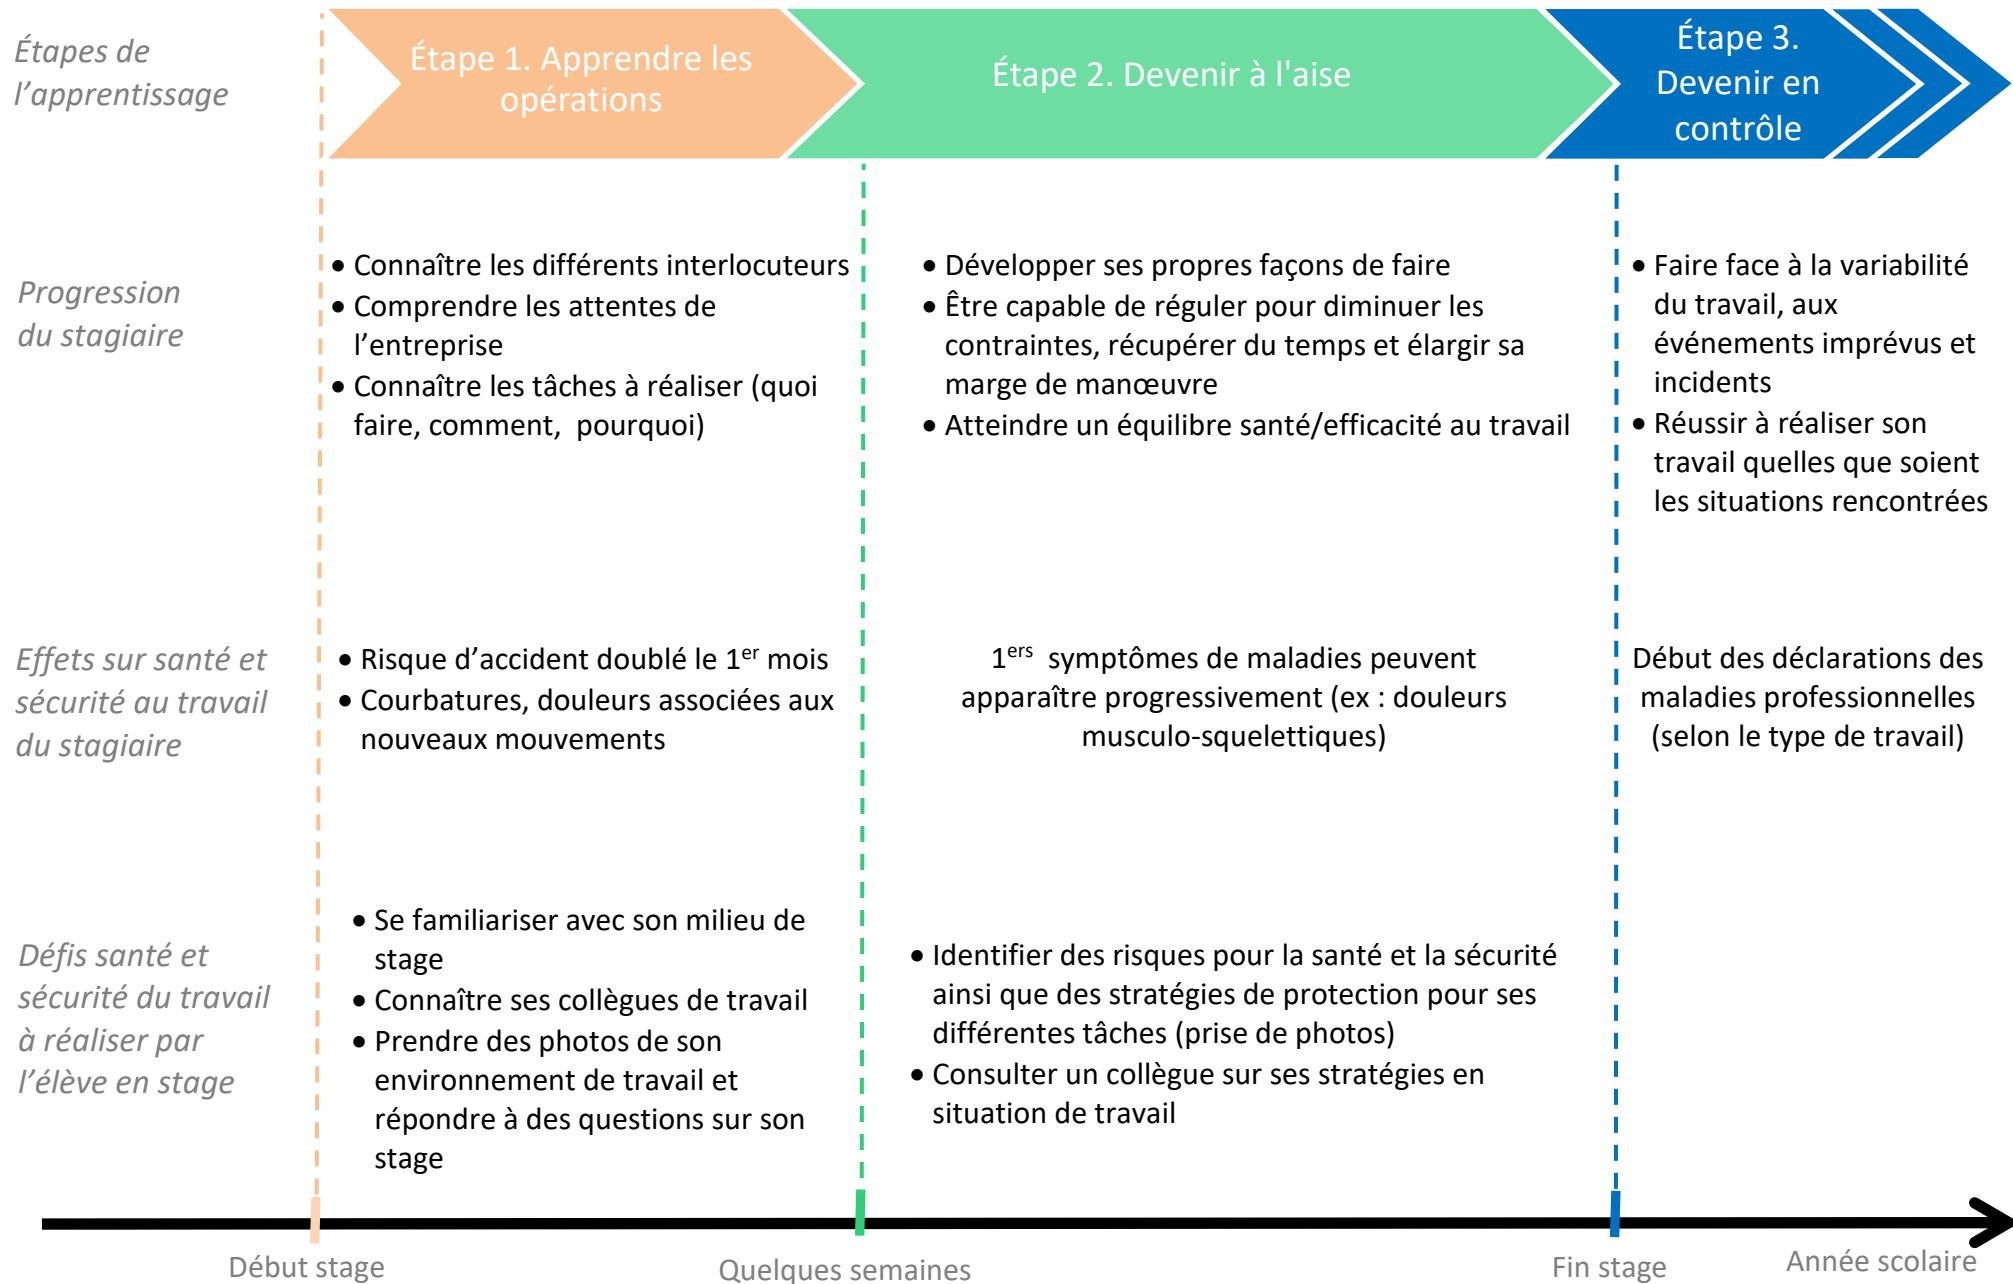 Étapes de
l’apprentissage
Étape 1. Apprendre les
opérations
Étape 2. Devenir à l'aise
Étape 3.
Devenir en
contrôle
Progression
du stagiaire
• Connaître les différents interlocuteurs
• Comprendre les attentes de
l’entreprise
• Connaître les tâches à réaliser (quoi
faire, comment, pourquoi)
• Développer ses propres façons de faire
• Être capable de réguler pour diminuer les
contraintes, récupérer du temps et élargir sa
marge de manœuvre
• Atteindre un équilibre santé/efficacité au travail
• Faire face à la variabilité
du travail, aux
événements imprévus et
incidents
• Réussir à réaliser son
travail quelles que soient
les situations rencontrées
Effets sur santé et
sécurité au travail
du stagiaire
• Risque d’accident doublé le 1er mois
• Courbatures, douleurs associées aux
nouveaux mouvements
1ers symptômes de maladies peuvent
apparaître progressivement (ex : douleurs
musculo-squelettiques)
Début des déclarations des
maladies professionnelles
(selon le type de travail)
Défis santé et
sécurité du travail
à réaliser par
l’élève en stage
• Se familiariser avec son milieu de
stage
• Connaître ses collègues de travail
• Prendre des photos de son
environnement de travail et
répondre à des questions sur son
stage
• Identifier des risques pour la santé et la sécurité
ainsi que des stratégies de protection pour ses
différentes tâches (prise de photos)
• Consulter un collègue sur ses stratégies en
situation de travail
Début stage
Quelques semaines
Fin stage
Année scolaire